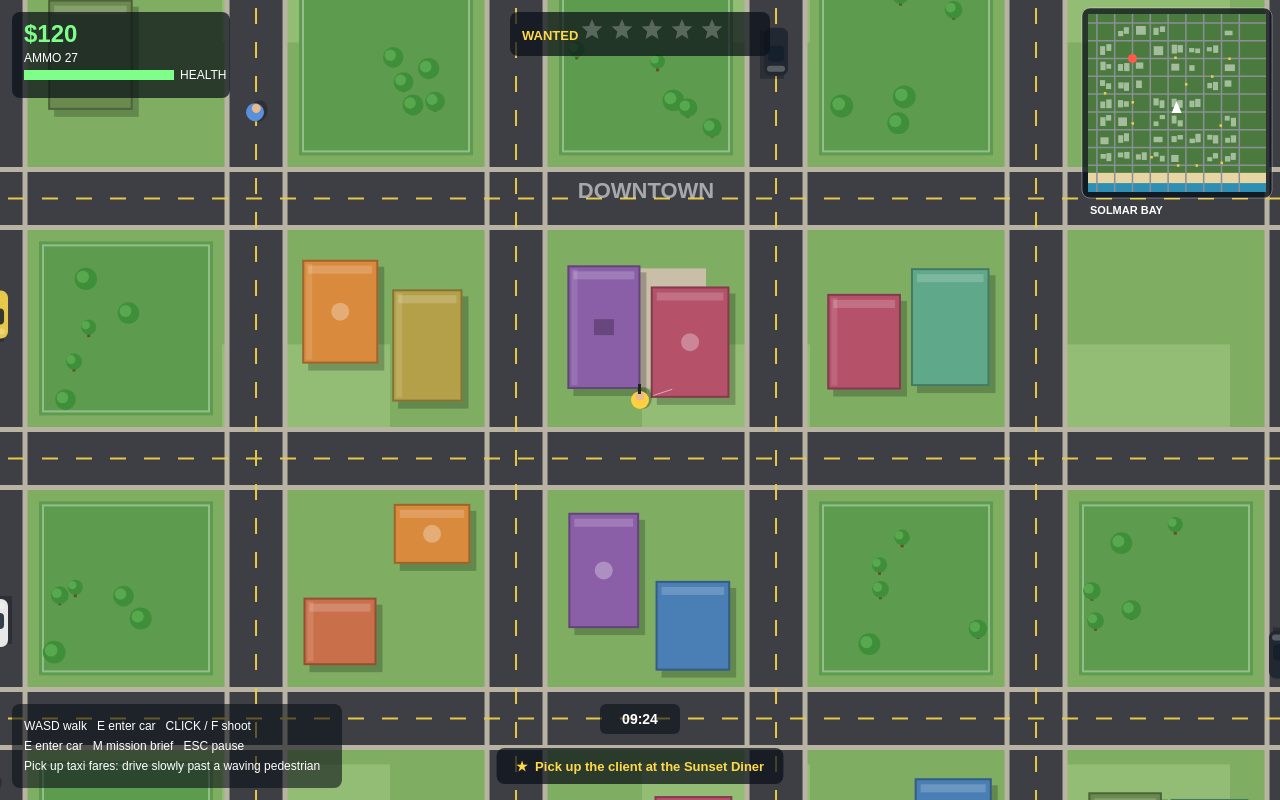 $120
AMMO 27
HEALTH
WANTED
DOWNTOWN
SOLMAR BAY
WASD walk E enter car CLICK / F shoot
E enter car M mission brief ESC pause
Pick up taxi fares: drive slowly past a waving pedestrian
09:24
★ Pick up the client at the Sunset Diner